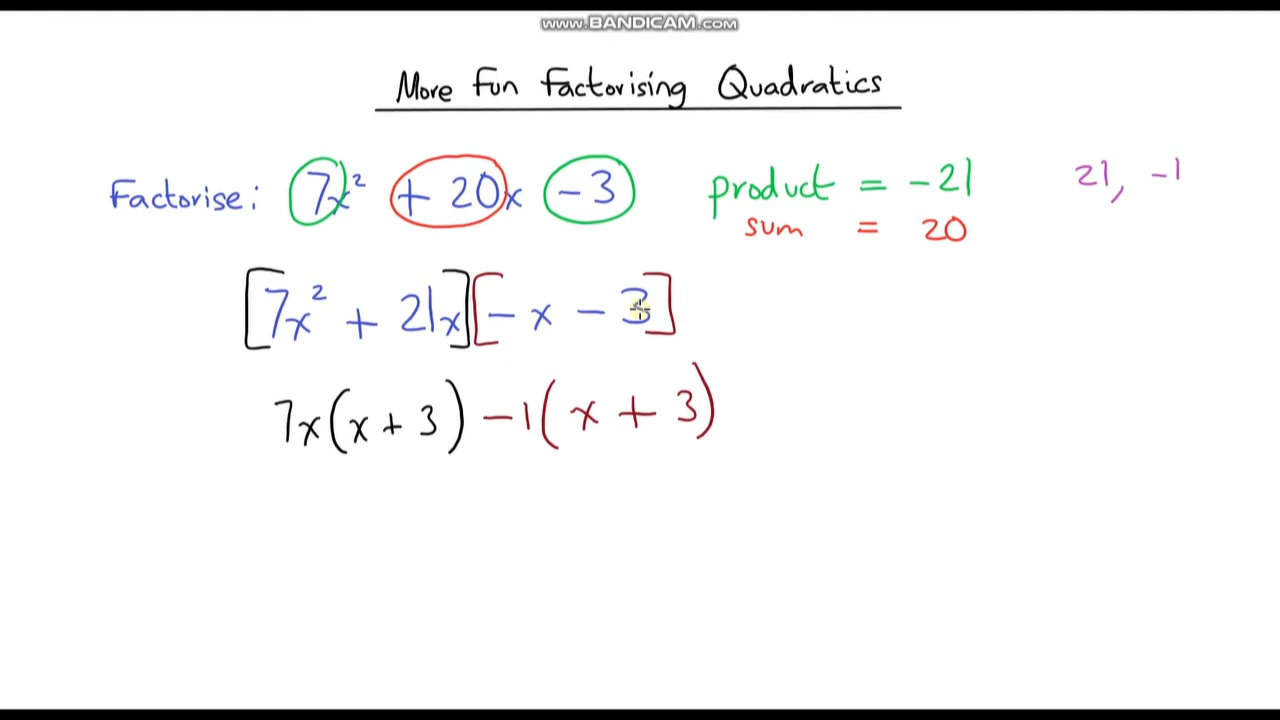 www.BANDICAM.com
More Fun Factorising Quadratics
Factorise: 7x² + 20x - 3 product = -21 21, -1
sum = 20
[7x² + 21x][- x - 3]
7x(x + 3) - 1(x + 3)